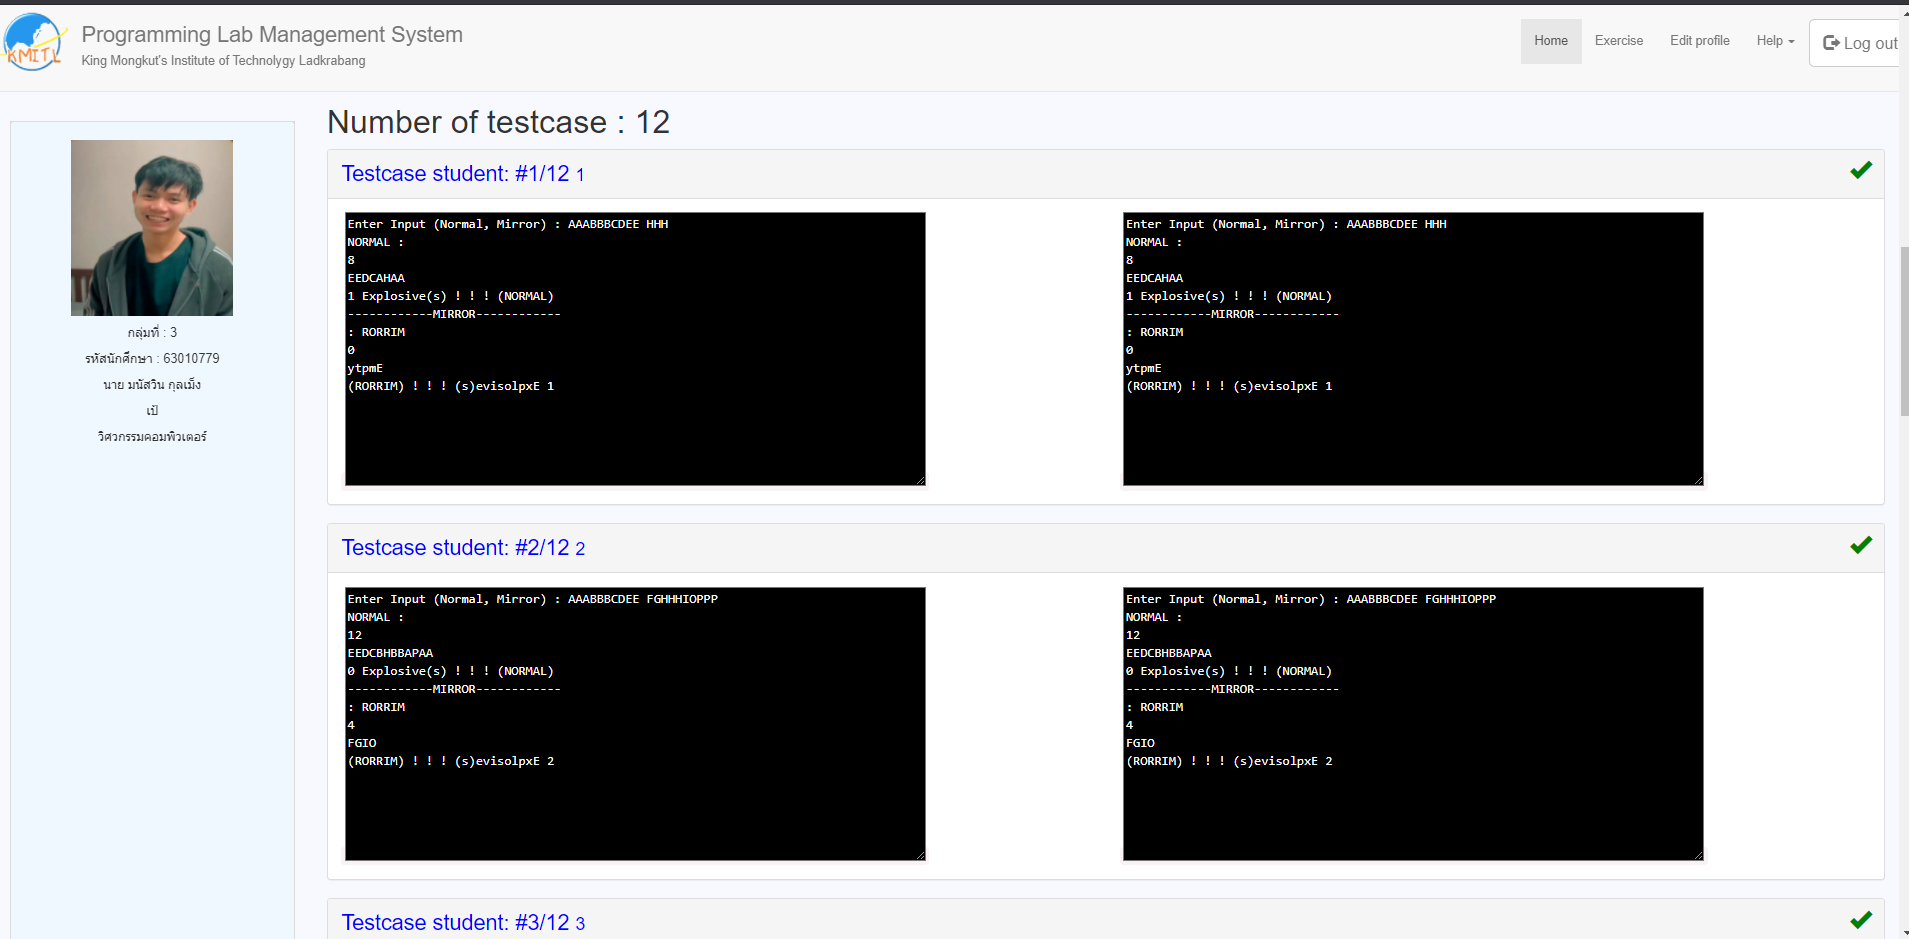 KMITL
Programming Lab Management System
King Mongkut's Institute of Technolygy Ladkrabang
Home
Exercise
Edit profile
Help
Log out
กลุ่มที่ : 3
รหัสนักศึกษา : 63010779
นาย มนัสวิน กุลเม็ง
เป้
วิศวกรรมคอมพิวเตอร์
Number of testcase : 12
Testcase student: #1/12 1
Enter Input (Normal, Mirror) : AAABBBCDEE HHH
NORMAL :
8
EEDCAHAA
1 Explosive(s) ! ! ! (NORMAL)
------------MIRROR------------
: RORRIM
0
ytpmE
(RORRIM) ! ! ! (s)evisolpxE 1
Enter Input (Normal, Mirror) : AAABBBCDEE HHH
NORMAL :
8
EEDCAHAA
1 Explosive(s) ! ! ! (NORMAL)
------------MIRROR------------
: RORRIM
0
ytpmE
(RORRIM) ! ! ! (s)evisolpxE 1
Testcase student: #2/12 2
Enter Input (Normal, Mirror) : AAABBBCDEE FGHHHIOPPP
NORMAL :
12
EEDCBHBBAPAA
0 Explosive(s) ! ! ! (NORMAL)
------------MIRROR------------
: RORRIM
4
FGIO
(RORRIM) ! ! ! (s)evisolpxE 2
Enter Input (Normal, Mirror) : AAABBBCDEE FGHHHIOPPP
NORMAL :
12
EEDCBHBBAPAA
0 Explosive(s) ! ! ! (NORMAL)
------------MIRROR------------
: RORRIM
4
FGIO
(RORRIM) ! ! ! (s)evisolpxE 2
Testcase student: #3/12 3